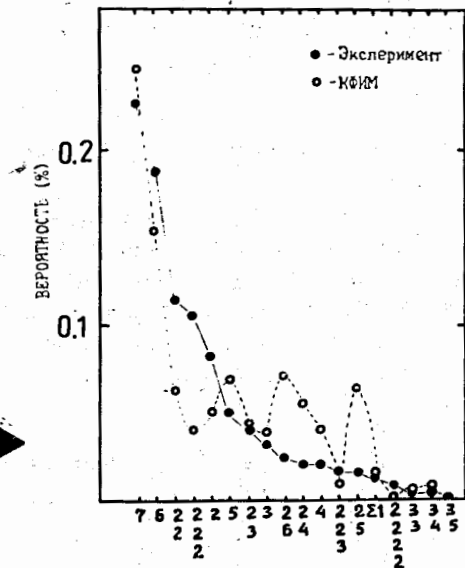 ● - Эксперимент
○ - КФИМ
ВЕРОЯТНОСТЬ (%)
0.2
0.1
7 6 2 2 2 5 2 3 2 2 4 2 2 Σ1 2 3 3 3
2 2 3 6 4 2 5 2 3 4 5
2 3 2
2